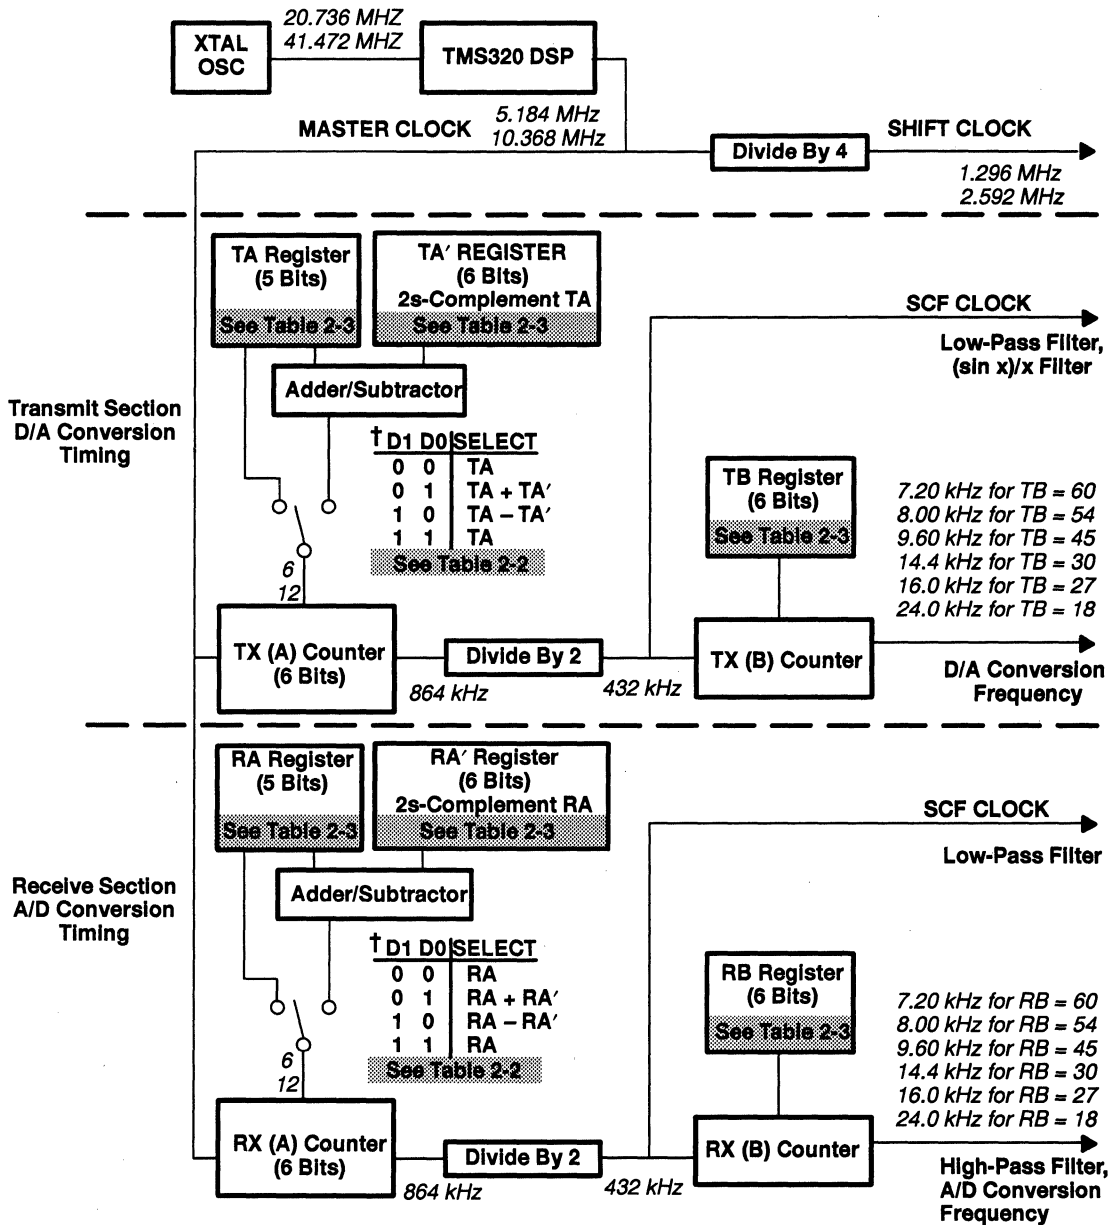 20.736 MHZ
41.472 MHZ
XTAL
OSC
TMS320 DSP
MASTER CLOCK
5.184 MHz
10.368 MHz
Divide By 4
SHIFT CLOCK
1.296 MHz
2.592 MHz
TA Register
(5 Bits)
See Table 2-3
TA′ REGISTER
(6 Bits)
2s-Complement TA
See Table 2-3
Adder/Subtractor
SCF CLOCK
Low-Pass Filter,
(sin x)/x Filter
Transmit Section
D/A Conversion
Timing
† D1 D0 SELECT
0 0 TA
0 1 TA + TA′
1 0 TA – TA′
1 1 TA
See Table 2-2
6
12
TB Register
(6 Bits)
See Table 2-3
7.20 kHz for TB = 60
8.00 kHz for TB = 54
9.60 kHz for TB = 45
14.4 kHz for TB = 30
16.0 kHz for TB = 27
24.0 kHz for TB = 18
TX (A) Counter
(6 Bits)
864 kHz
Divide By 2
432 kHz
TX (B) Counter
D/A Conversion
Frequency
RA Register
(5 Bits)
See Table 2-3
RA′ Register
(6 Bits)
2s-Complement RA
See Table 2-3
Adder/Subtractor
SCF CLOCK
Low-Pass Filter
Receive Section
A/D Conversion
Timing
† D1 D0 SELECT
0 0 RA
0 1 RA + RA′
1 0 RA – RA′
1 1 RA
See Table 2-2
6
12
RB Register
(6 Bits)
See Table 2-3
7.20 kHz for RB = 60
8.00 kHz for RB = 54
9.60 kHz for RB = 45
14.4 kHz for RB = 30
16.0 kHz for RB = 27
24.0 kHz for RB = 18
RX (A) Counter
(6 Bits)
864 kHz
Divide By 2
432 kHz
RX (B) Counter
High-Pass Filter,
A/D Conversion
Frequency